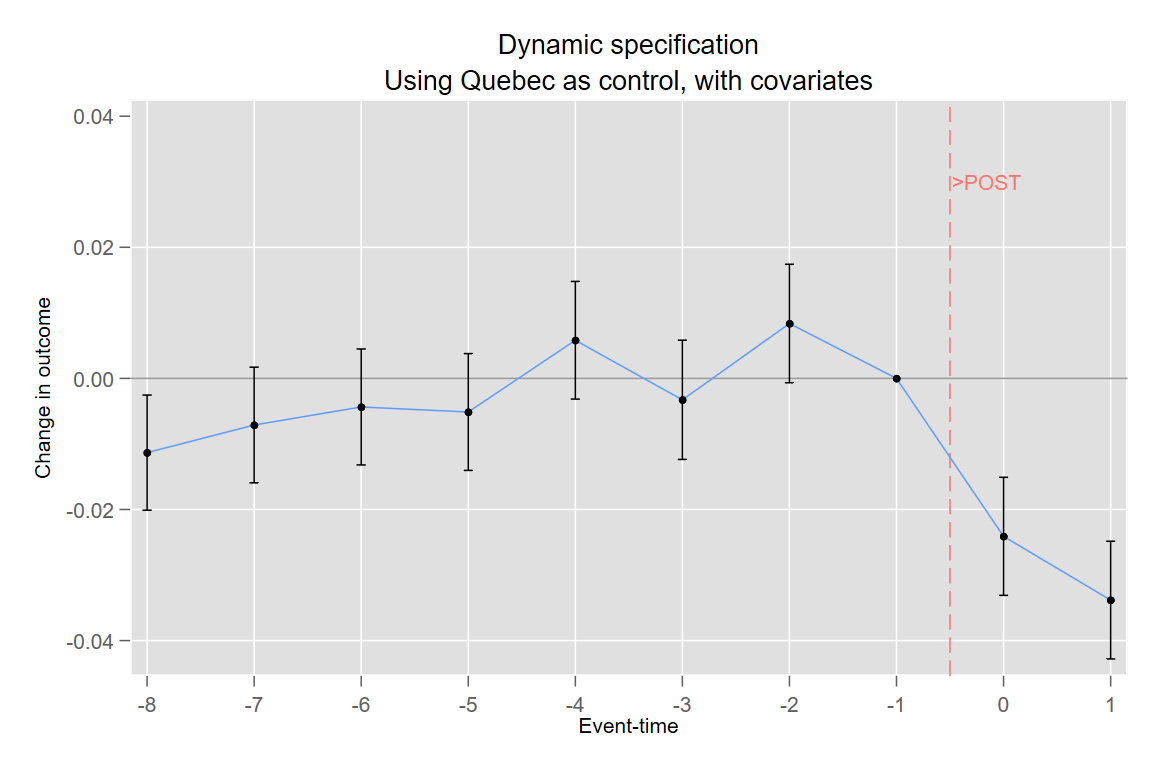 Dynamic specification
Using Quebec as control, with covariates
0.04
0.02
0.00
-0.02
-0.04
Change in outcome
>POST
-8 -7 -6 -5 -4 -3 -2 -1 0 1
Event-time